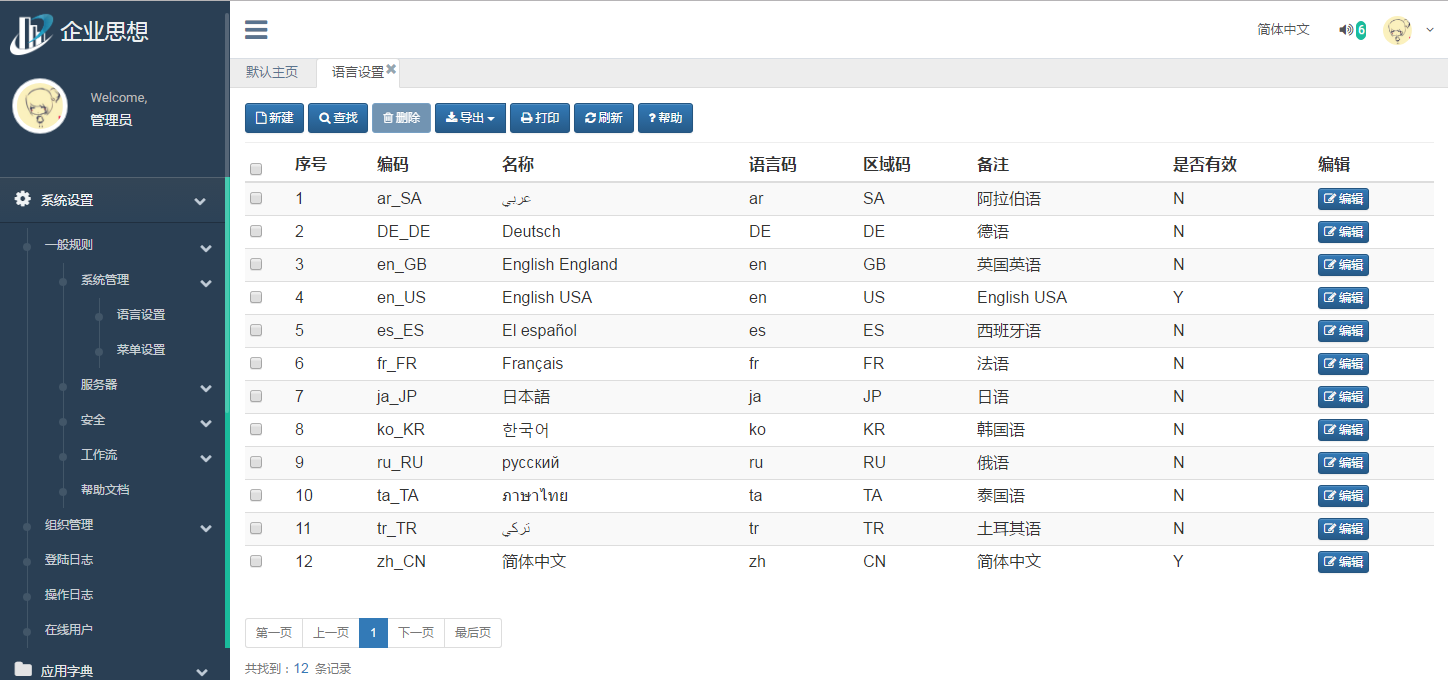 企业思想
Welcome,
管理员
系统设置
一般规则
系统管理
语言设置
菜单设置
服务器
安全
工作流
帮助文档
组织管理
登陆日志
操作日志
在线用户
应用字典
简体中文 6
默认主页 语言设置
新建 查找 删除 导出 打印 刷新 ? 帮助
序号 编码 名称 语言码 区域码 备注 是否有效 编辑
1 ar_SA عربي ar SA 阿拉伯语 N 编辑
2 DE_DE Deutsch DE DE 德语 N 编辑
3 en_GB English England en GB 英国英语 N 编辑
4 en_US English USA en US English USA Y 编辑
5 es_ES El español es ES 西班牙语 N 编辑
6 fr_FR Français fr FR 法语 N 编辑
7 ja_JP 日本語 ja JP 日语 N 编辑
8 ko_KR 한국어 ko KR 韩国语 N 编辑
9 ru_RU русский ru RU 俄语 N 编辑
10 ta_TA ภาษาไทย ta TA 泰国语 N 编辑
11 tr_TR تركي tr TR 土耳其语 N 编辑
12 zh_CN 简体中文 zh CN 简体中文 Y 编辑
第一页 上一页 1 下一页 最后页
共找到：12 条记录